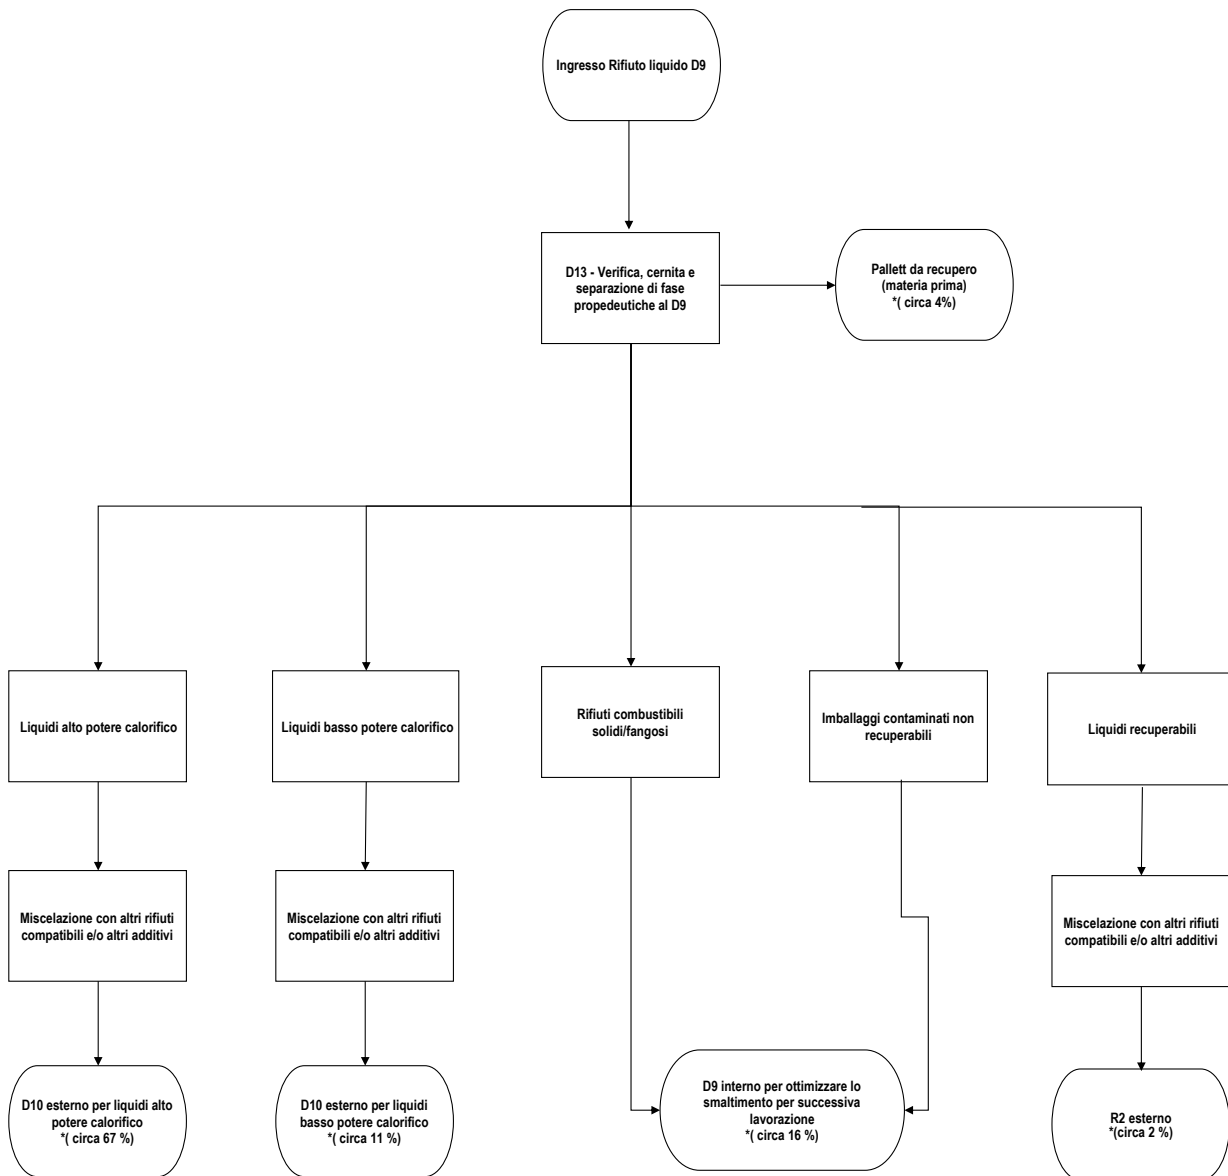 Ingresso Rifiuto liquido D9
D13 - Verifica, cernita e
separazione di fase
propedeutiche al D9
Pallett da recupero
(materia prima)
*( circa 4%)
Liquidi alto potere calorifico
Liquidi basso potere calorifico
Rifiuti combustibili
solidi/fangosi
Imballaggi contaminati non
recuperabili
Liquidi recuperabili
Miscelazione con altri rifiuti
compatibili e/o altri additivi
Miscelazione con altri rifiuti
compatibili e/o altri additivi
Miscelazione con altri rifiuti
compatibili e/o altri additivi
D10 esterno per liquidi alto
potere calorifico
*( circa 67 %)
D10 esterno per liquidi
basso potere calorifico
*( circa 11 %)
D9 interno per ottimizzare lo
smaltimento per successiva
lavorazione
*( circa 16 %)
R2 esterno
*(circa 2 %)